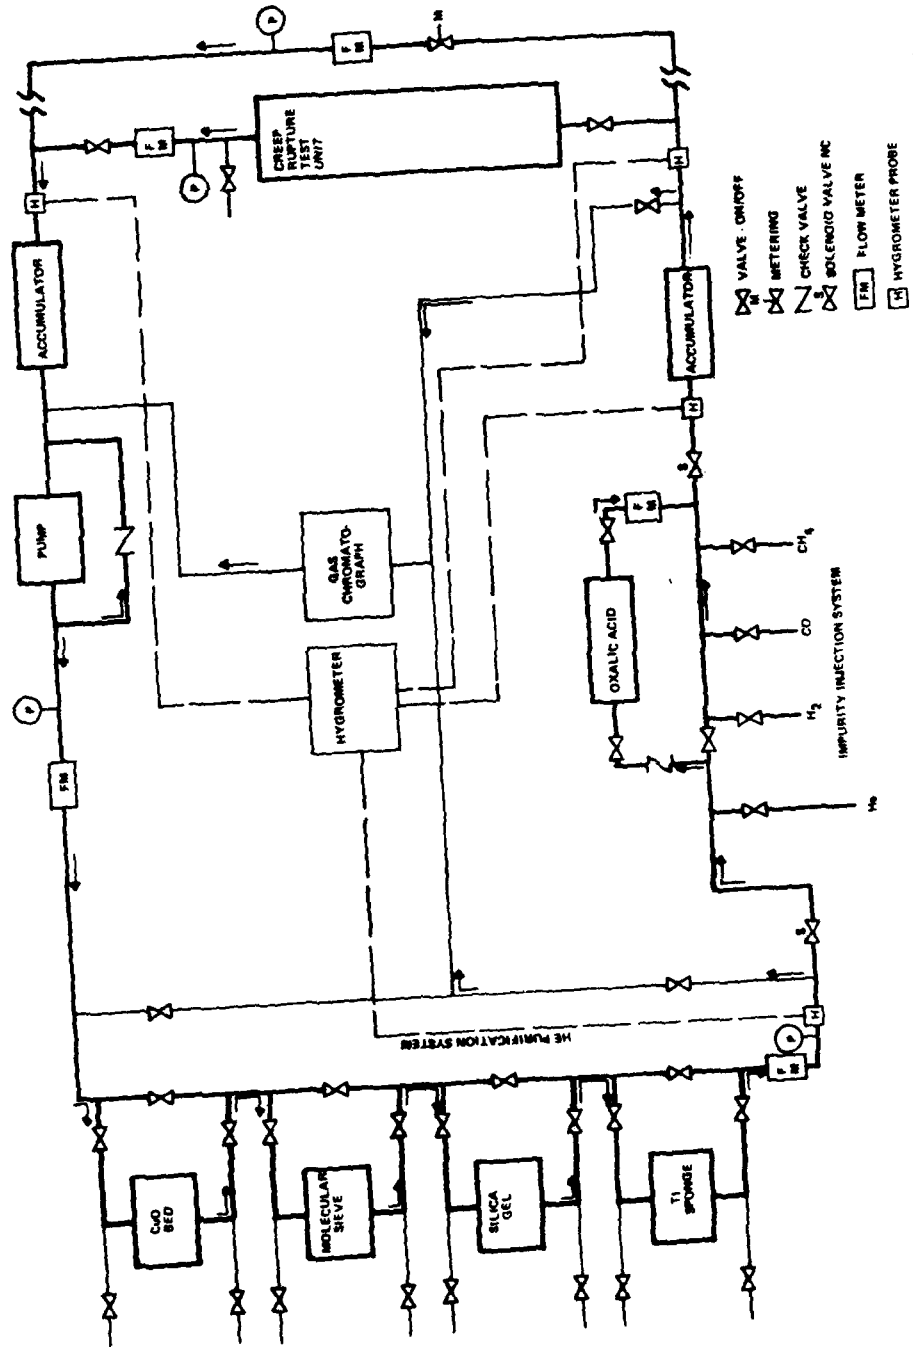 P
F
M
M
CREEP
RUPTURE
TEST
UNIT
F
M
P
H
ACCUMULATOR
PUMP
P
FM
GAS
CHROMATO-
GRAPH
HYGROMETER
H
ACCUMULATOR
H
S
F
M
OXALIC ACID
CH4
CO
H2
He
IMPURITY INJECTION SYSTEM
S
H
P
F
M
HE PURIFICATION SYSTEM
CuO
BED
MOLECULAR
SIEVE
SILICA
GEL
TI
SPONGE
VALVE - ON/OFF
M
METERING
CHECK VALVE
S
SOLENOID VALVE NC
FM
FLOW METER
H
HYGROMETER PROBE